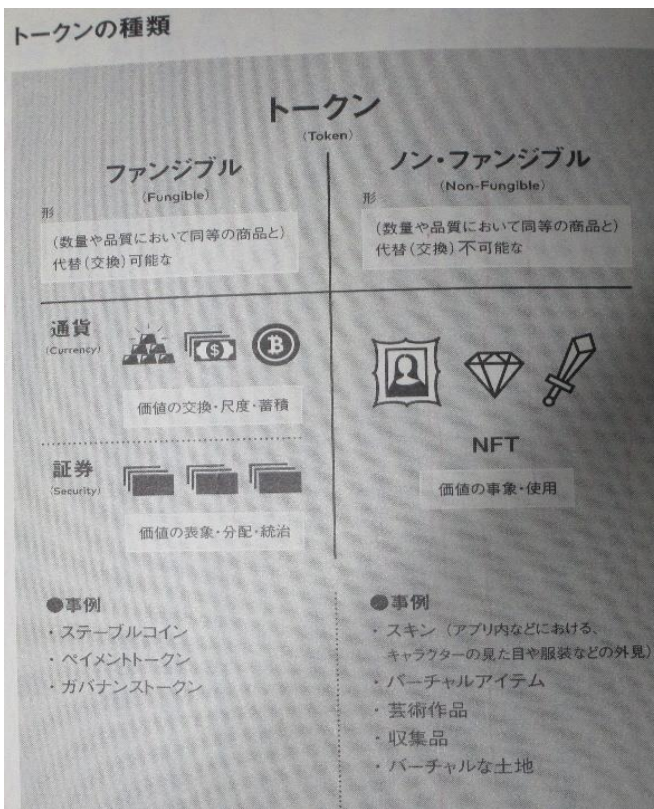 トークンの種類
トークン
(Token)
ファンジブル
(Fungible)
形
(数量や品質において同等の商品と)
代替(交換)可能な
ノン・ファンジブル
(Non-Fungible)
形
(数量や品質において同等の商品と)
代替(交換)不可能な
通貨
(Currency)
価値の交換・尺度・蓄積
証券
(Security)
価値の表象・分配・統治
NFT
価値の事象・使用
●事例
・ステーブルコイン
・ペイメントトークン
・ガバナンストークン
●事例
・スキン(アプリ内などにおける、
キャラクターの見た目や服装などの外見)
・バーチャルアイテム
・芸術作品
・収集品
・バーチャルな土地